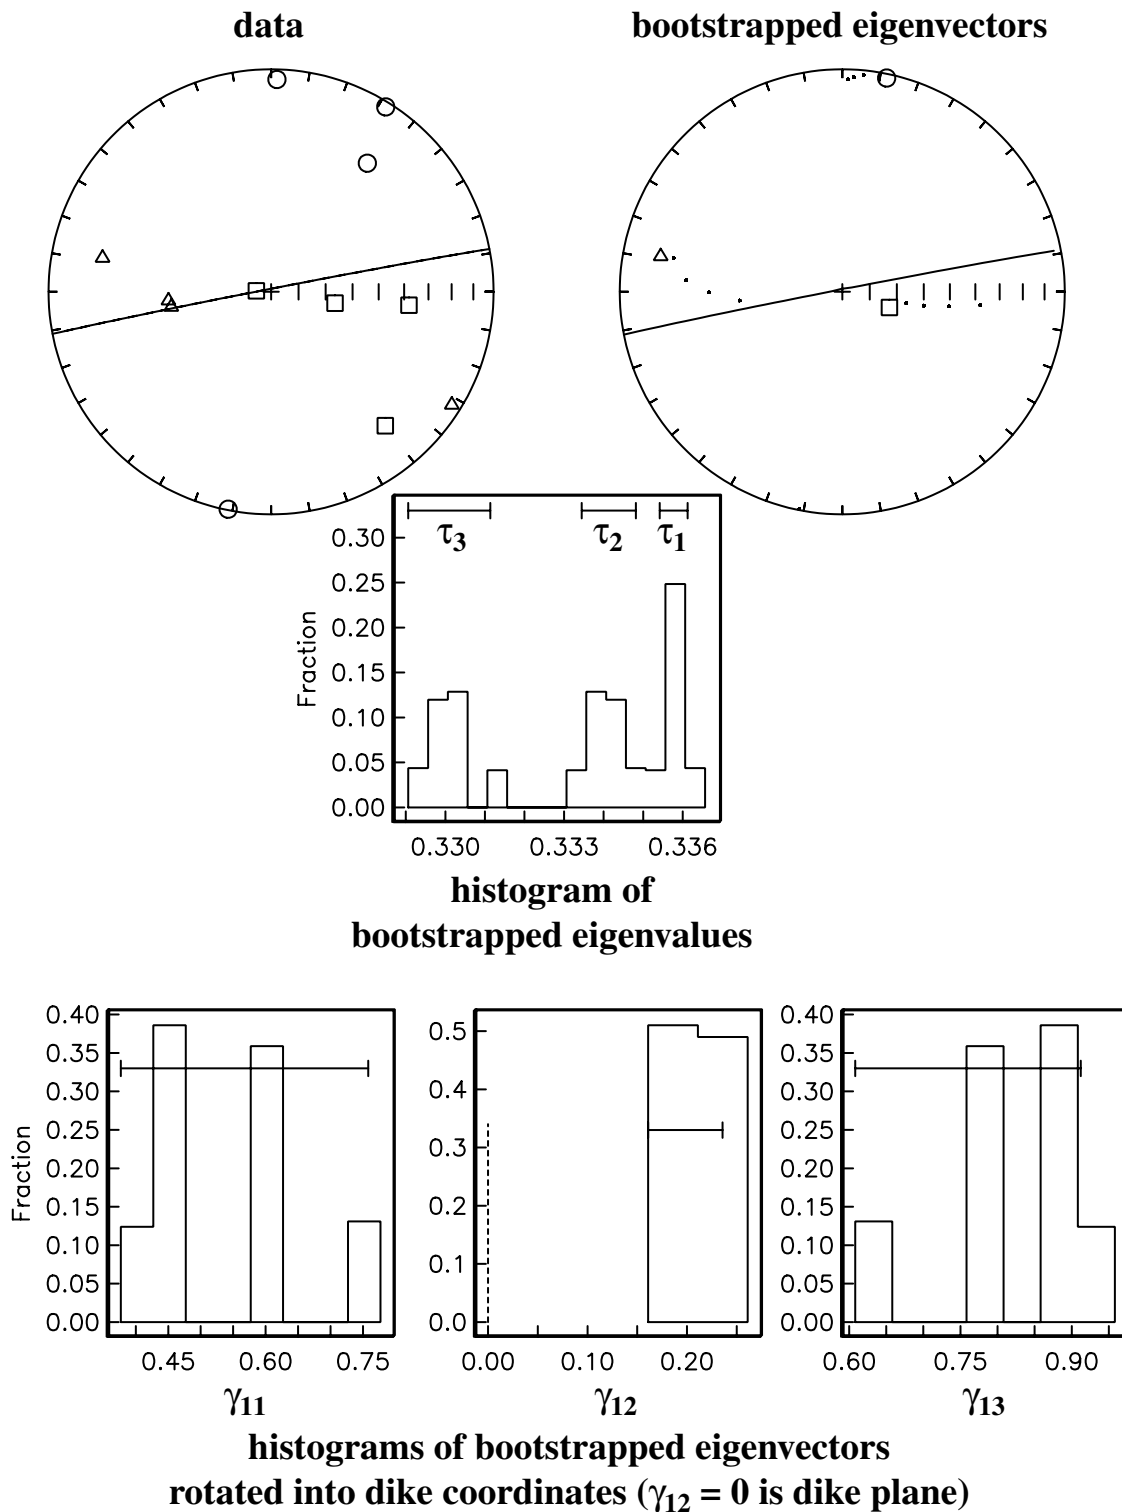 data
bootstrapped eigenvectors
τ3 τ2 τ1
0.30
0.25
0.20
0.15
0.10
0.05
0.00
Fraction
0.330 0.333 0.336
histogram of
bootstrapped eigenvalues
0.40
0.35
0.30
0.25
0.20
0.15
0.10
0.05
0.00
Fraction
0.45 0.60 0.75
γ11
0.5
0.4
0.3
0.2
0.1
0.0
0.00 0.10 0.20
γ12
0.40
0.35
0.30
0.25
0.20
0.15
0.10
0.05
0.00
0.60 0.75 0.90
γ13
histograms of bootstrapped eigenvectors
rotated into dike coordinates (γ12 = 0 is dike plane)